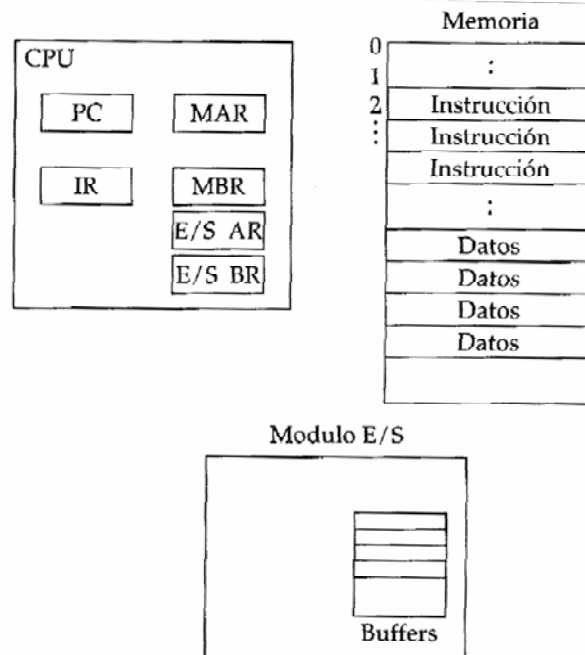 CPU
PC
MAR
IR
MBR
E/S AR
E/S BR
Memoria
0
1
2
⋮
:
Instrucción
Instrucción
Instrucción
:
Datos
Datos
Datos
Datos
Modulo E/S
Buffers